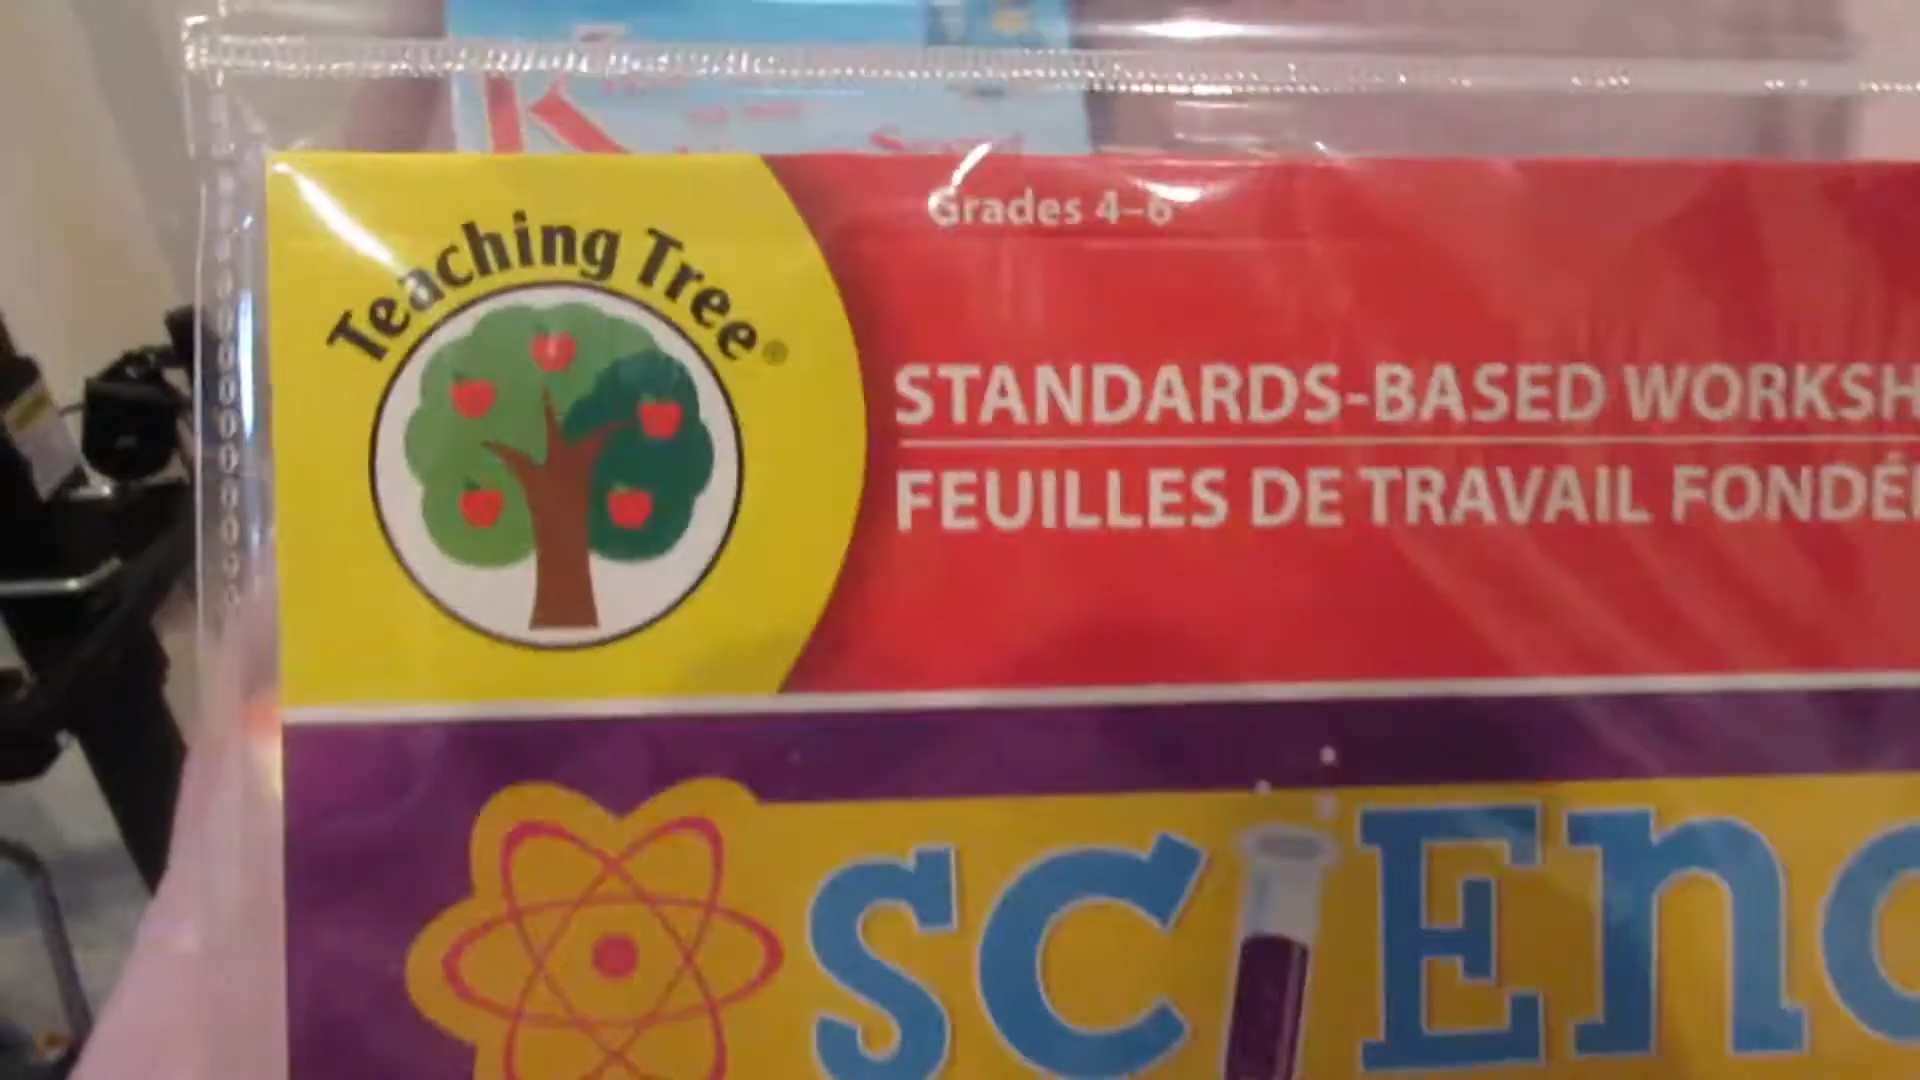 Grades 4–6
Teaching Tree®
STANDARDS-BASED WORKSH
FEUILLES DE TRAVAIL FONDÉ
SCiEnc